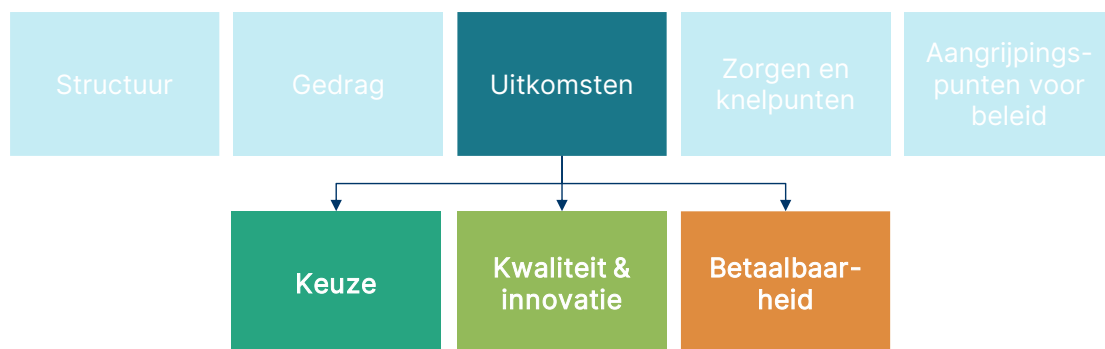 Structuur
Gedrag
Uitkomsten
Zorgen en
knelpunten
Aangrijpings-
punten voor
beleid
Keuze
Kwaliteit &
innovatie
Betaalbaar-
heid